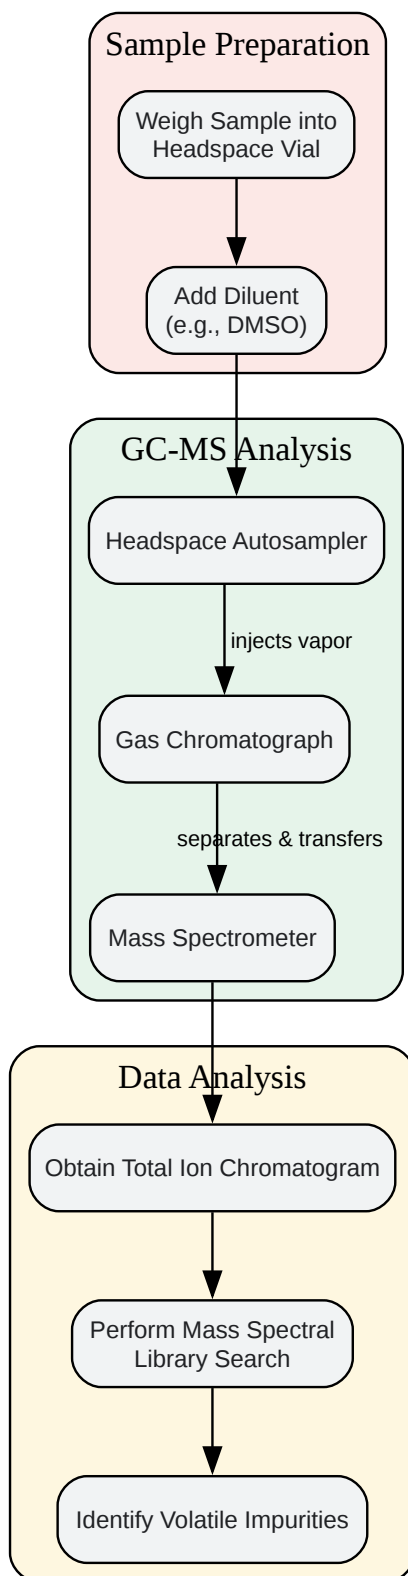 Sample Preparation
Weigh Sample into
Headspace Vial
Add Diluent
(e.g., DMSO)
GC-MS Analysis
Headspace Autosampler
injects vapor
Gas Chromatograph
separates & transfers
Mass Spectrometer
Data Analysis
Obtain Total Ion Chromatogram
Perform Mass Spectral
Library Search
Identify Volatile Impurities